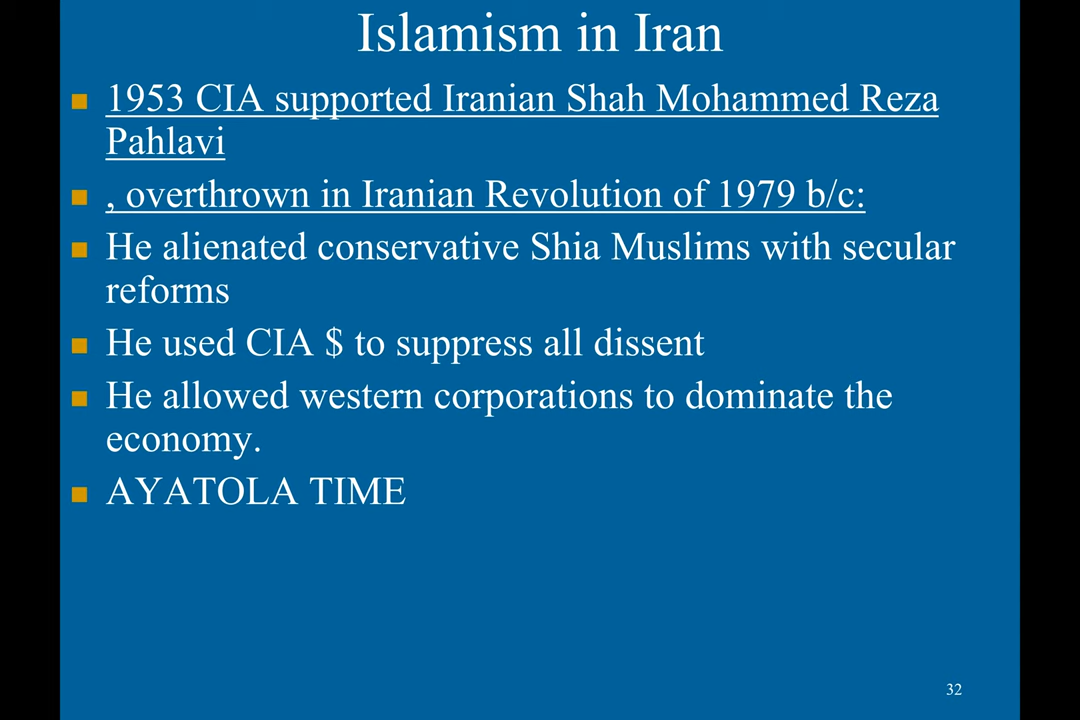 Islamism in Iran
1953 CIA supported Iranian Shah Mohammed Reza
Pahlavi
, overthrown in Iranian Revolution of 1979 b/c:
He alienated conservative Shia Muslims with secular
reforms
He used CIA $ to suppress all dissent
He allowed western corporations to dominate the
economy.
AYATOLA TIME
32